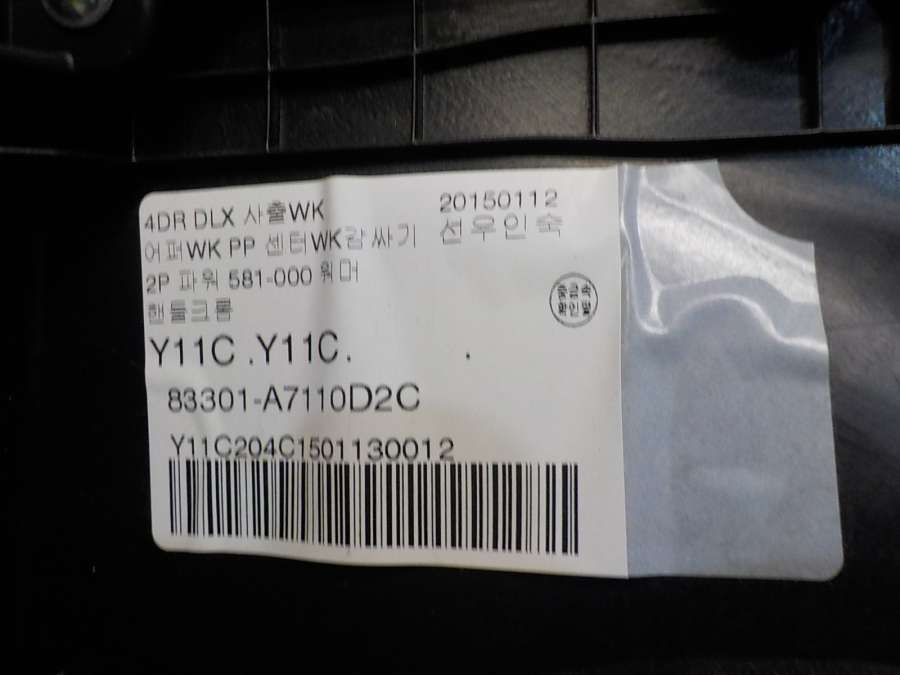 4DR DLX 사출WK 20150112
어퍼WK PP 센터WK감싸기 선우인숙
2P 파워 581-000 워머
핸들크롬
Y11C .Y11C. .
83301-A7110D2C
Y11C204C1501130012